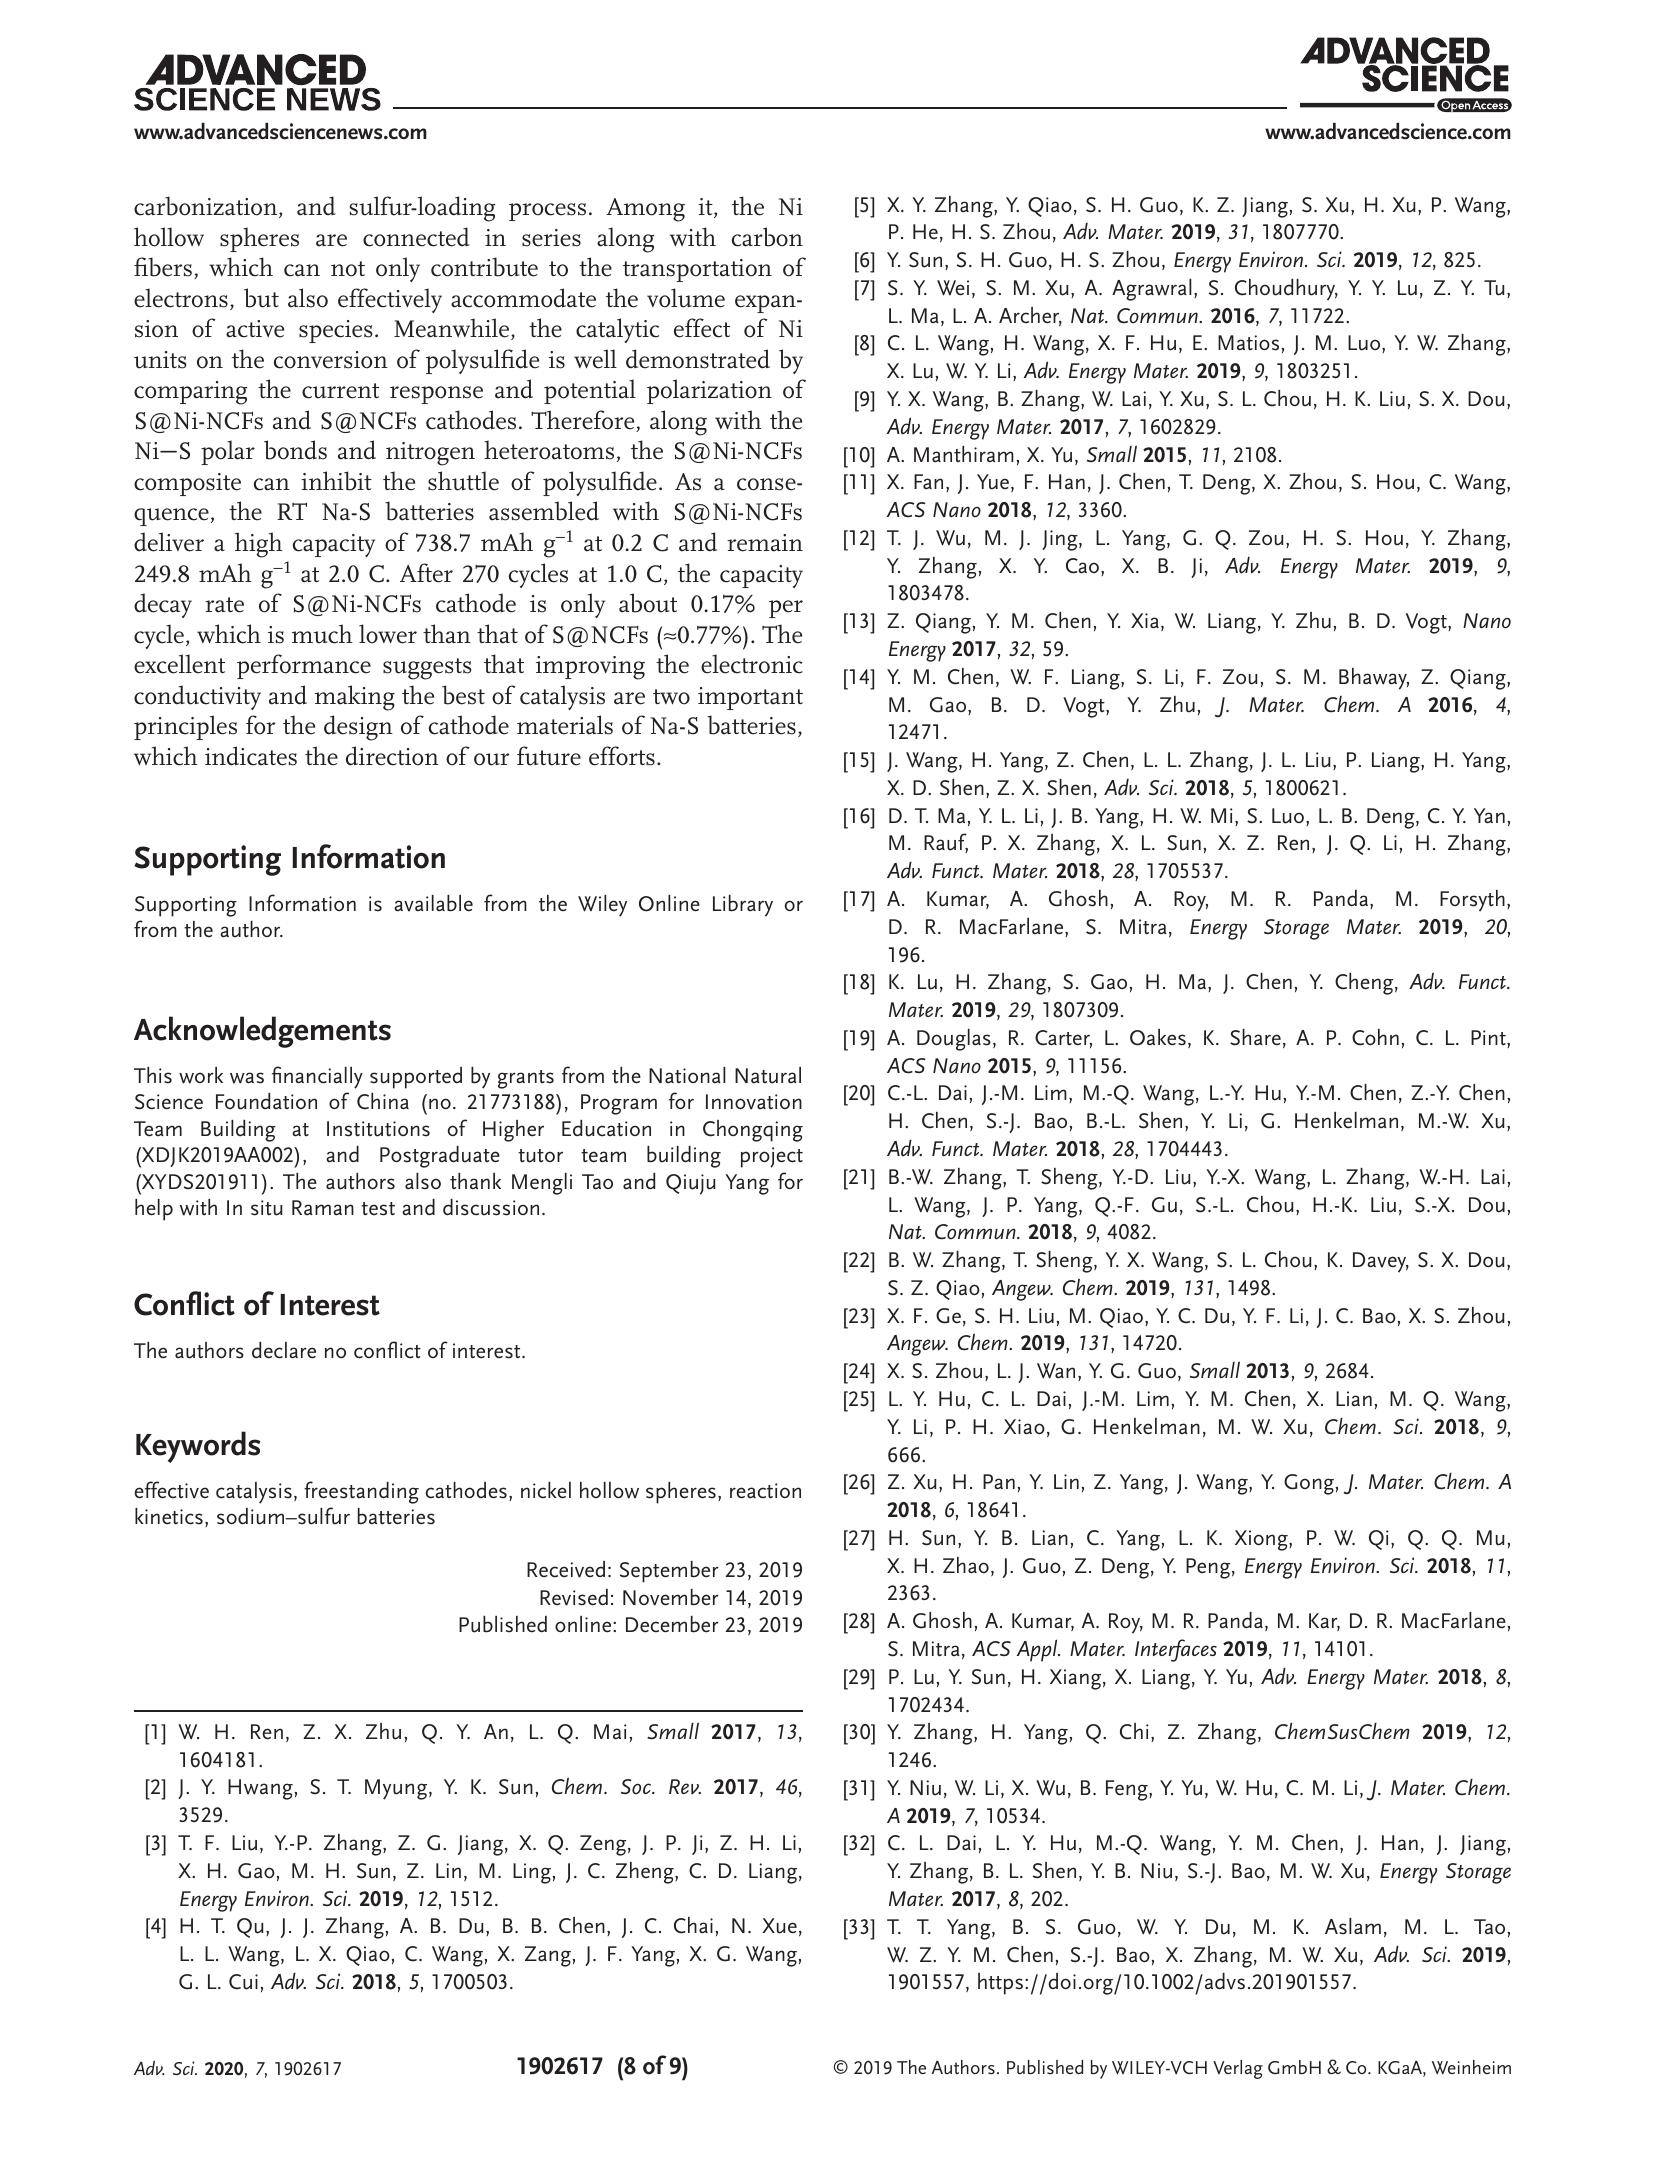 ADVANCED
SCIENCE NEWS
www.advancedsciencenews.com
ADVANCED
SCIENCE
Open Access
www.advancedscience.com
carbonization, and sulfur-loading process. Among it, the Ni
hollow spheres are connected in series along with carbon
fibers, which can not only contribute to the transportation of
electrons, but also effectively accommodate the volume expan-
sion of active species. Meanwhile, the catalytic effect of Ni
units on the conversion of polysulfide is well demonstrated by
comparing the current response and potential polarization of
S@Ni-NCFs and S@NCFs cathodes. Therefore, along with the
Ni—S polar bonds and nitrogen heteroatoms, the S@Ni-NCFs
composite can inhibit the shuttle of polysulfide. As a conse-
quence, the RT Na-S batteries assembled with S@Ni-NCFs
deliver a high capacity of 738.7 mAh g⁻¹ at 0.2 C and remain
249.8 mAh g⁻¹ at 2.0 C. After 270 cycles at 1.0 C, the capacity
decay rate of S@Ni-NCFs cathode is only about 0.17% per
cycle, which is much lower than that of S@NCFs (≈0.77%). The
excellent performance suggests that improving the electronic
conductivity and making the best of catalysis are two important
principles for the design of cathode materials of Na-S batteries,
which indicates the direction of our future efforts.
Supporting Information
Supporting Information is available from the Wiley Online Library or
from the author.
Acknowledgements
This work was financially supported by grants from the National Natural
Science Foundation of China (no. 21773188), Program for Innovation
Team Building at Institutions of Higher Education in Chongqing
(XDJK2019AA002), and Postgraduate tutor team building project
(XYDS201911). The authors also thank Mengli Tao and Qiuju Yang for
help with In situ Raman test and discussion.
Conflict of Interest
The authors declare no conflict of interest.
Keywords
effective catalysis, freestanding cathodes, nickel hollow spheres, reaction
kinetics, sodium–sulfur batteries
Received: September 23, 2019
Revised: November 14, 2019
Published online: December 23, 2019
[1] W. H. Ren, Z. X. Zhu, Q. Y. An, L. Q. Mai, Small 2017, 13,
1604181.
[2] J. Y. Hwang, S. T. Myung, Y. K. Sun, Chem. Soc. Rev. 2017, 46,
3529.
[3] T. F. Liu, Y.-P. Zhang, Z. G. Jiang, X. Q. Zeng, J. P. Ji, Z. H. Li,
X. H. Gao, M. H. Sun, Z. Lin, M. Ling, J. C. Zheng, C. D. Liang,
Energy Environ. Sci. 2019, 12, 1512.
[4] H. T. Qu, J. J. Zhang, A. B. Du, B. B. Chen, J. C. Chai, N. Xue,
L. L. Wang, L. X. Qiao, C. Wang, X. Zang, J. F. Yang, X. G. Wang,
G. L. Cui, Adv. Sci. 2018, 5, 1700503.
[5] X. Y. Zhang, Y. Qiao, S. H. Guo, K. Z. Jiang, S. Xu, H. Xu, P. Wang,
P. He, H. S. Zhou, Adv. Mater. 2019, 31, 1807770.
[6] Y. Sun, S. H. Guo, H. S. Zhou, Energy Environ. Sci. 2019, 12, 825.
[7] S. Y. Wei, S. M. Xu, A. Agrawral, S. Choudhury, Y. Y. Lu, Z. Y. Tu,
L. Ma, L. A. Archer, Nat. Commun. 2016, 7, 11722.
[8] C. L. Wang, H. Wang, X. F. Hu, E. Matios, J. M. Luo, Y. W. Zhang,
X. Lu, W. Y. Li, Adv. Energy Mater. 2019, 9, 1803251.
[9] Y. X. Wang, B. Zhang, W. Lai, Y. Xu, S. L. Chou, H. K. Liu, S. X. Dou,
Adv. Energy Mater. 2017, 7, 1602829.
[10] A. Manthiram, X. Yu, Small 2015, 11, 2108.
[11] X. Fan, J. Yue, F. Han, J. Chen, T. Deng, X. Zhou, S. Hou, C. Wang,
ACS Nano 2018, 12, 3360.
[12] T. J. Wu, M. J. Jing, L. Yang, G. Q. Zou, H. S. Hou, Y. Zhang,
Y. Zhang, X. Y. Cao, X. B. Ji, Adv. Energy Mater. 2019, 9,
1803478.
[13] Z. Qiang, Y. M. Chen, Y. Xia, W. Liang, Y. Zhu, B. D. Vogt, Nano
Energy 2017, 32, 59.
[14] Y. M. Chen, W. F. Liang, S. Li, F. Zou, S. M. Bhaway, Z. Qiang,
M. Gao, B. D. Vogt, Y. Zhu, J. Mater. Chem. A 2016, 4,
12471.
[15] J. Wang, H. Yang, Z. Chen, L. L. Zhang, J. L. Liu, P. Liang, H. Yang,
X. D. Shen, Z. X. Shen, Adv. Sci. 2018, 5, 1800621.
[16] D. T. Ma, Y. L. Li, J. B. Yang, H. W. Mi, S. Luo, L. B. Deng, C. Y. Yan,
M. Rauf, P. X. Zhang, X. L. Sun, X. Z. Ren, J. Q. Li, H. Zhang,
Adv. Funct. Mater. 2018, 28, 1705537.
[17] A. Kumar, A. Ghosh, A. Roy, M. R. Panda, M. Forsyth,
D. R. MacFarlane, S. Mitra, Energy Storage Mater. 2019, 20,
196.
[18] K. Lu, H. Zhang, S. Gao, H. Ma, J. Chen, Y. Cheng, Adv. Funct.
Mater. 2019, 29, 1807309.
[19] A. Douglas, R. Carter, L. Oakes, K. Share, A. P. Cohn, C. L. Pint,
ACS Nano 2015, 9, 11156.
[20] C.-L. Dai, J.-M. Lim, M.-Q. Wang, L.-Y. Hu, Y.-M. Chen, Z.-Y. Chen,
H. Chen, S.-J. Bao, B.-L. Shen, Y. Li, G. Henkelman, M.-W. Xu,
Adv. Funct. Mater. 2018, 28, 1704443.
[21] B.-W. Zhang, T. Sheng, Y.-D. Liu, Y.-X. Wang, L. Zhang, W.-H. Lai,
L. Wang, J. P. Yang, Q.-F. Gu, S.-L. Chou, H.-K. Liu, S.-X. Dou,
Nat. Commun. 2018, 9, 4082.
[22] B. W. Zhang, T. Sheng, Y. X. Wang, S. L. Chou, K. Davey, S. X. Dou,
S. Z. Qiao, Angew. Chem. 2019, 131, 1498.
[23] X. F. Ge, S. H. Liu, M. Qiao, Y. C. Du, Y. F. Li, J. C. Bao, X. S. Zhou,
Angew. Chem. 2019, 131, 14720.
[24] X. S. Zhou, L. J. Wan, Y. G. Guo, Small 2013, 9, 2684.
[25] L. Y. Hu, C. L. Dai, J.-M. Lim, Y. M. Chen, X. Lian, M. Q. Wang,
Y. Li, P. H. Xiao, G. Henkelman, M. W. Xu, Chem. Sci. 2018, 9,
666.
[26] Z. Xu, H. Pan, Y. Lin, Z. Yang, J. Wang, Y. Gong, J. Mater. Chem. A
2018, 6, 18641.
[27] H. Sun, Y. B. Lian, C. Yang, L. K. Xiong, P. W. Qi, Q. Q. Mu,
X. H. Zhao, J. Guo, Z. Deng, Y. Peng, Energy Environ. Sci. 2018, 11,
2363.
[28] A. Ghosh, A. Kumar, A. Roy, M. R. Panda, M. Kar, D. R. MacFarlane,
S. Mitra, ACS Appl. Mater. Interfaces 2019, 11, 14101.
[29] P. Lu, Y. Sun, H. Xiang, X. Liang, Y. Yu, Adv. Energy Mater. 2018, 8,
1702434.
[30] Y. Zhang, H. Yang, Q. Chi, Z. Zhang, ChemSusChem 2019, 12,
1246.
[31] Y. Niu, W. Li, X. Wu, B. Feng, Y. Yu, W. Hu, C. M. Li, J. Mater. Chem.
A 2019, 7, 10534.
[32] C. L. Dai, L. Y. Hu, M.-Q. Wang, Y. M. Chen, J. Han, J. Jiang,
Y. Zhang, B. L. Shen, Y. B. Niu, S.-J. Bao, M. W. Xu, Energy Storage
Mater. 2017, 8, 202.
[33] T. T. Yang, B. S. Guo, W. Y. Du, M. K. Aslam, M. L. Tao,
W. Z. Y. M. Chen, S.-J. Bao, X. Zhang, M. W. Xu, Adv. Sci. 2019,
1901557, https://doi.org/10.1002/advs.201901557.
Adv. Sci. 2020, 7, 1902617
1902617 (8 of 9)
© 2019 The Authors. Published by WILEY-VCH Verlag GmbH & Co. KGaA, Weinheim